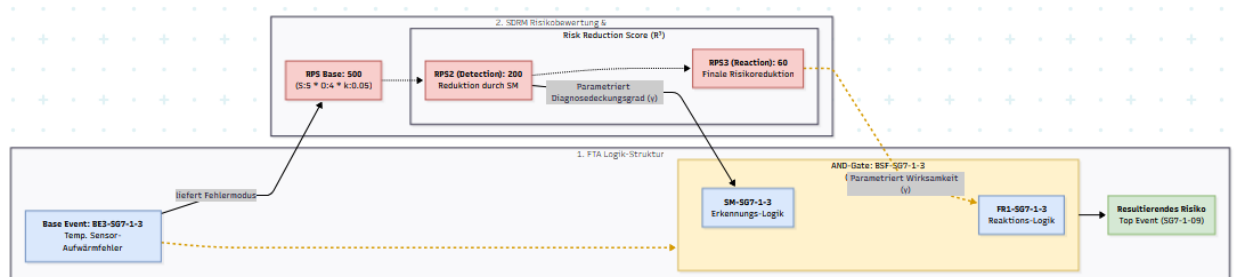 2. SDRM Risikobewertung &
Risk Reduction Score (R³)
RPS Base: 500
(S:5 * O:4 * k:0.05)
RPS2 (Detection): 200
Reduktion durch SM
RPS3 (Reaction): 60
Finale Risikoreduktion
Parametriert
Diagnosedeckungsgrad (γ)
1. FTA Logik-Struktur
AND-Gate: BSF-SG7-1-3
(
Parametriert Wirksamkeit
(γ)
liefert Fehlermodus
SM-SG7-1-3
Erkennungs-Logik
FR1-SG7-1-3
Reaktions-Logik
Resultierendes Risiko
Top Event (SG7-1-09)
Base Event: BE3-SG7-1-3
Temp. Sensor-
Aufwärmfehler